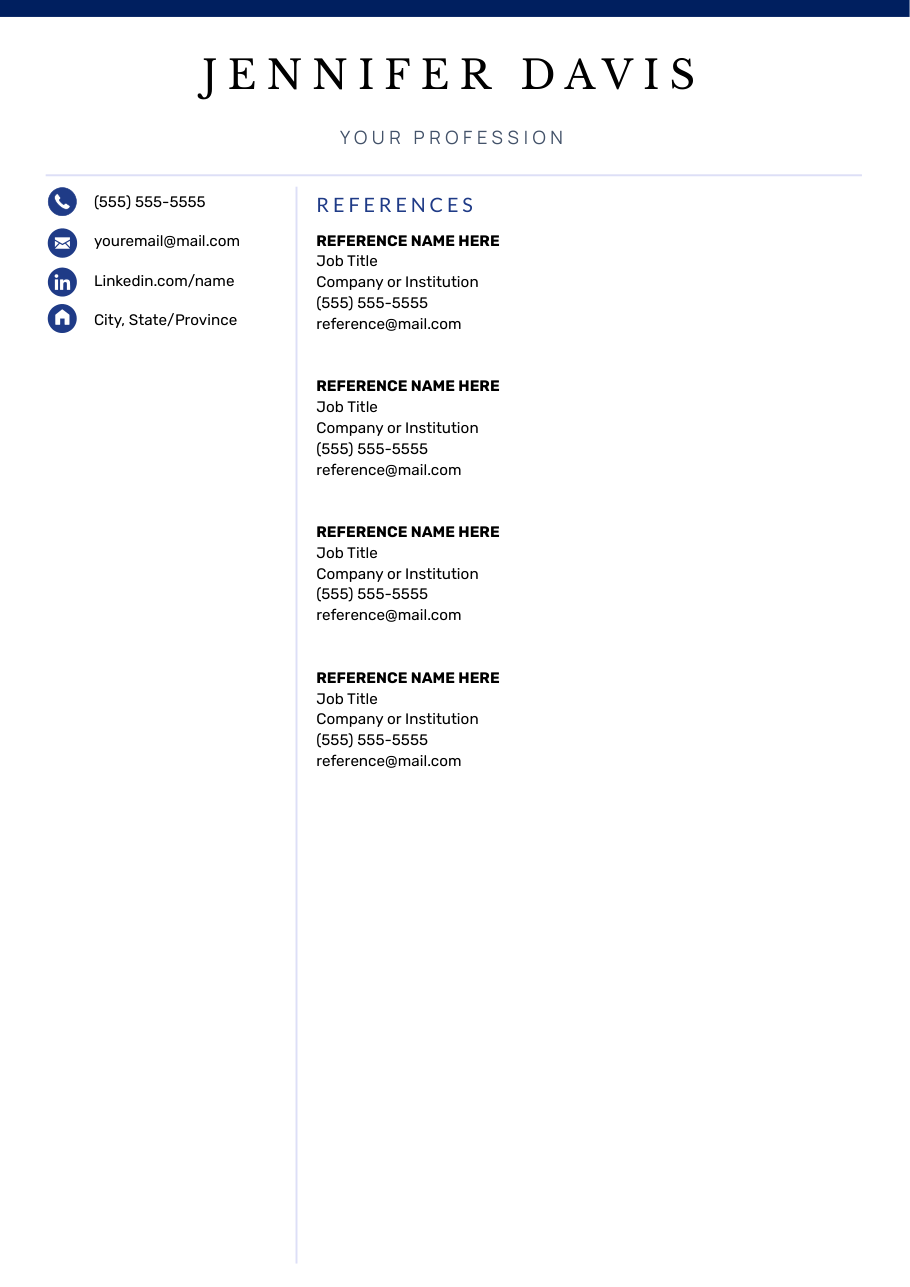 JENNIFER DAVIS
YOUR PROFESSION
(555) 555-5555
youremail@mail.com
Linkedin.com/name
City, State/Province
REFERENCES
REFERENCE NAME HERE
Job Title
Company or Institution
(555) 555-5555
reference@mail.com
REFERENCE NAME HERE
Job Title
Company or Institution
(555) 555-5555
reference@mail.com
REFERENCE NAME HERE
Job Title
Company or Institution
(555) 555-5555
reference@mail.com
REFERENCE NAME HERE
Job Title
Company or Institution
(555) 555-5555
reference@mail.com